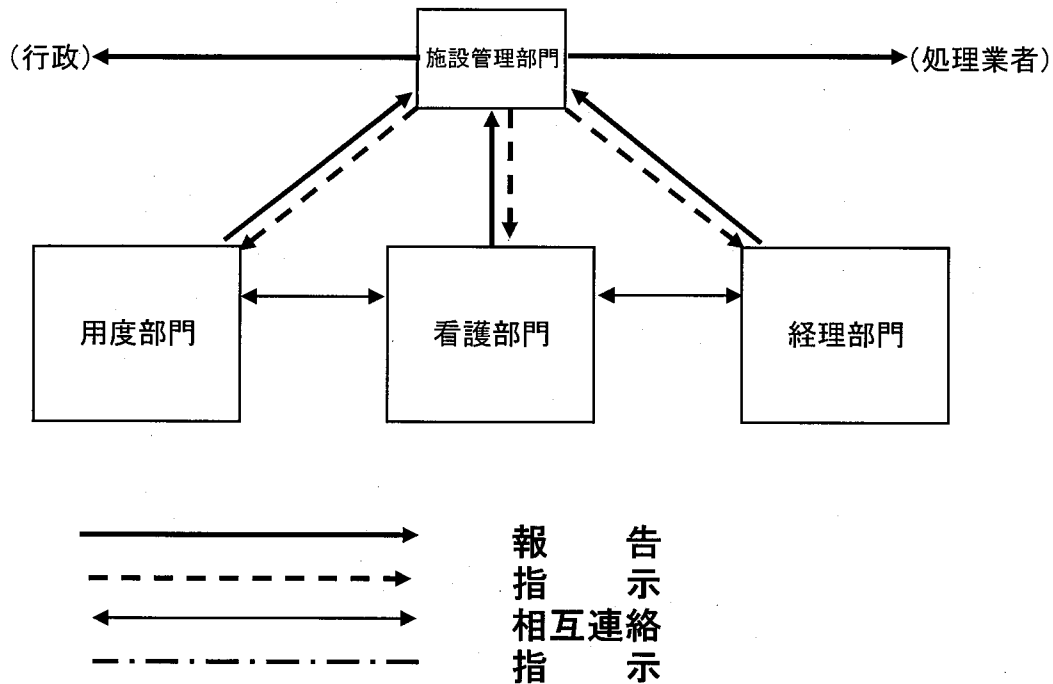 (行政)
施設管理部門
(処理業者)
用度部門
看護部門
経理部門
報 告
指 示
相互連絡
指 示